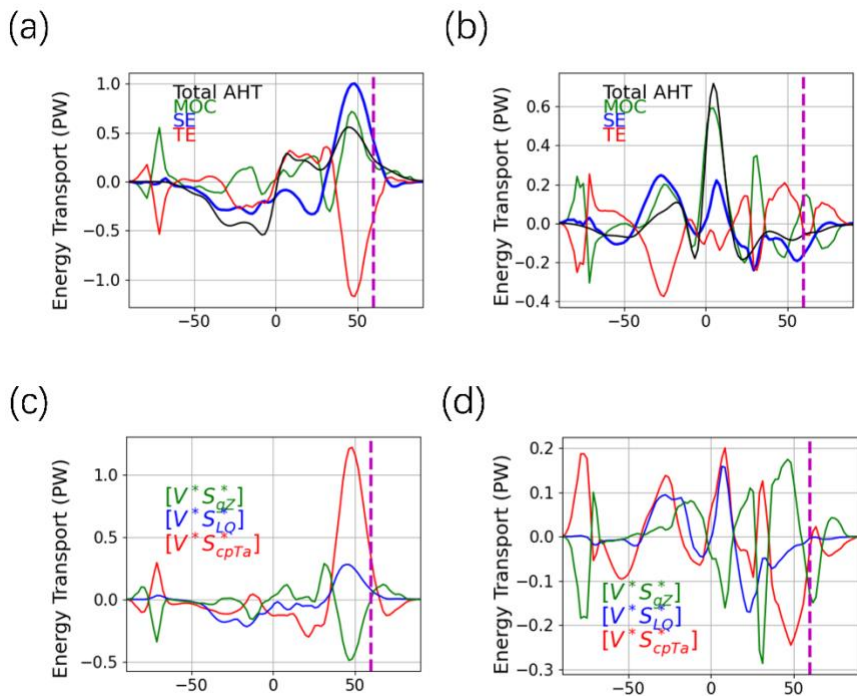 (a)
(b)
Energy Transport (PW)
1.0
0.5
0.0
−0.5
−1.0
Total AHT
MOC
SE
TE
−50
0
50
Energy Transport (PW)
0.6
0.4
0.2
0.0
−0.2
−0.4
Total AHT
MOC
SE
TE
−50
0
50
(c)
(d)
Energy Transport (PW)
1.0
0.5
0.0
−0.5
[V*S*gZ]
[V*S*LQ]
[V*S*cpTa]
−50
0
50
Energy Transport (PW)
0.2
0.1
0.0
−0.1
−0.2
−0.3
[V*S*gZ]
[V*S*LQ]
[V*S*cpTa]
−50
0
50